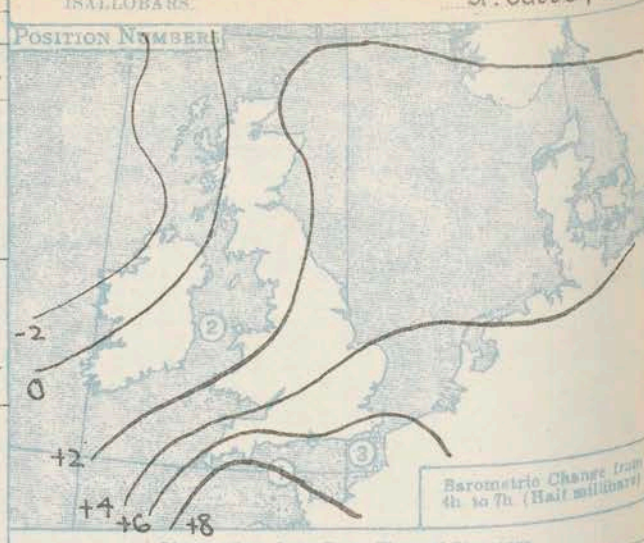 ISALLOBARS.
POSITION NUMBERS
2
-2
0
+2
3
+4
+6
+8
Barometric Change from
4h to 7h (Half millibars)